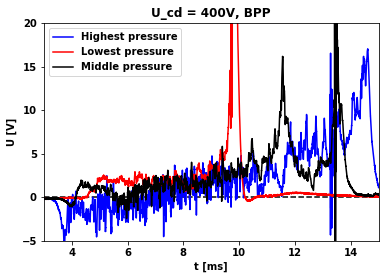 U_cd = 400V, BPP
Highest pressure
Lowest pressure
Middle pressure
U [V]
20
15
10
5
0
−5
4 6 8 10 12 14
t [ms]